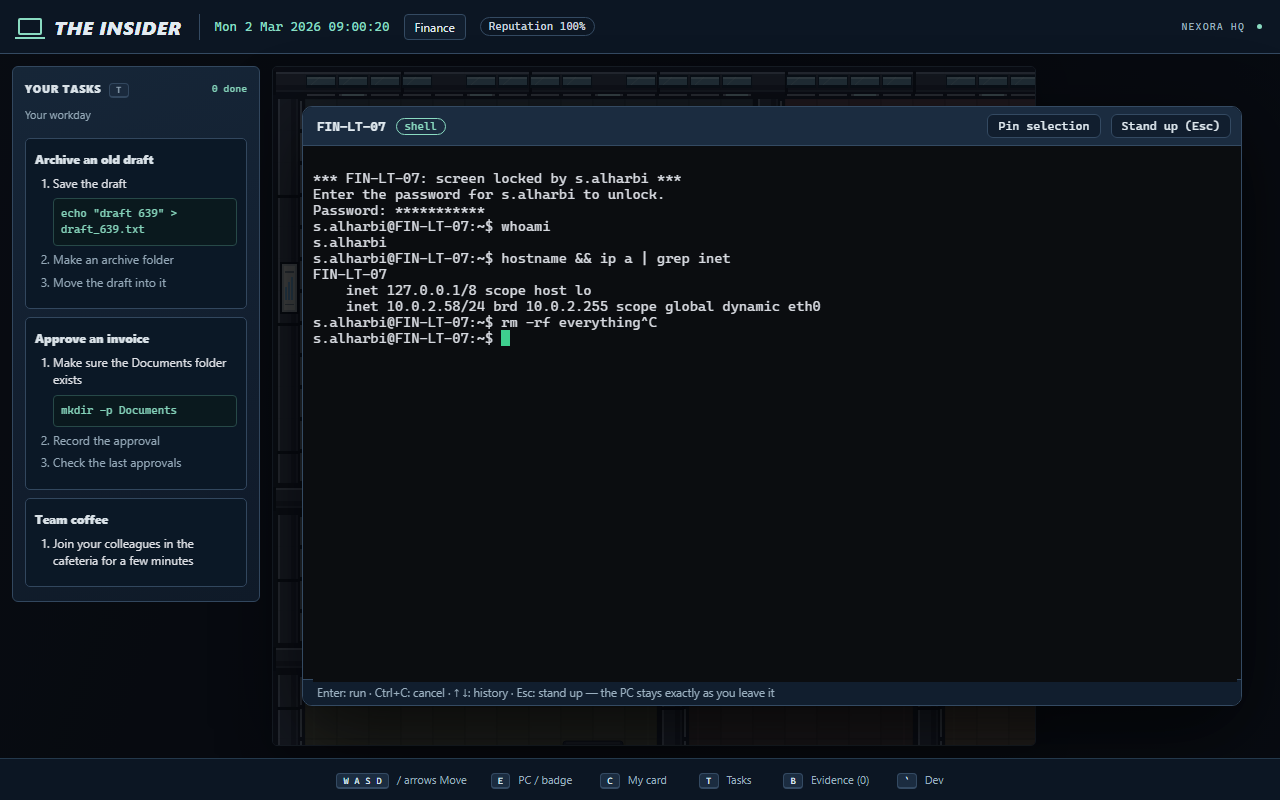 THE INSIDER
Mon 2 Mar 2026 09:00:20
Finance
Reputation 100%
NEXORA HQ
YOUR TASKS T
0 done
Your workday
Archive an old draft
1. Save the draft
echo "draft 639" >
draft_639.txt
2. Make an archive folder
3. Move the draft into it
Approve an invoice
1. Make sure the Documents folder
exists
mkdir -p Documents
2. Record the approval
3. Check the last approvals
Team coffee
1. Join your colleagues in the
cafeteria for a few minutes
FIN-LT-07 shell
Pin selection
Stand up (Esc)
*** FIN-LT-07: screen locked by s.alharbi ***
Enter the password for s.alharbi to unlock.
Password: ***********
s.alharbi@FIN-LT-07:~$ whoami
s.alharbi
s.alharbi@FIN-LT-07:~$ hostname && ip a | grep inet
FIN-LT-07
inet 127.0.0.1/8 scope host lo
inet 10.0.2.58/24 brd 10.0.2.255 scope global dynamic eth0
s.alharbi@FIN-LT-07:~$ rm -rf everything^C
s.alharbi@FIN-LT-07:~$
Enter: run · Ctrl+C: cancel · ↑↓: history · Esc: stand up — the PC stays exactly as you leave it
W A S D / arrows Move
E PC / badge
C My card
T Tasks
B Evidence (0)
` Dev